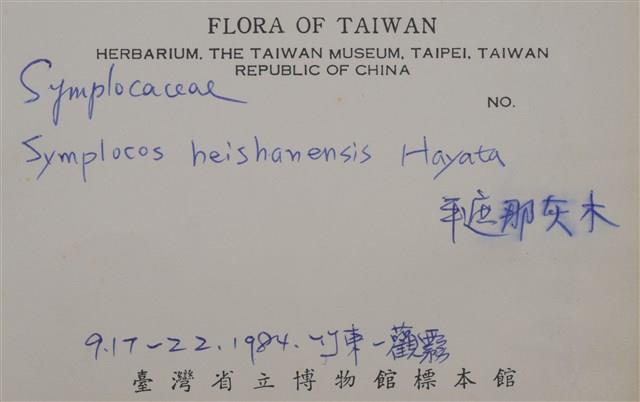 FLORA OF TAIWAN
HERBARIUM, THE TAIWAN MUSEUM, TAIPEI, TAIWAN
REPUBLIC OF CHINA
Symplocaceae
NO.
Symplocos heishanensis Hayata
平遮那灰木
9.17-22.1984.竹東-觀霧
臺灣省立博物館標本館